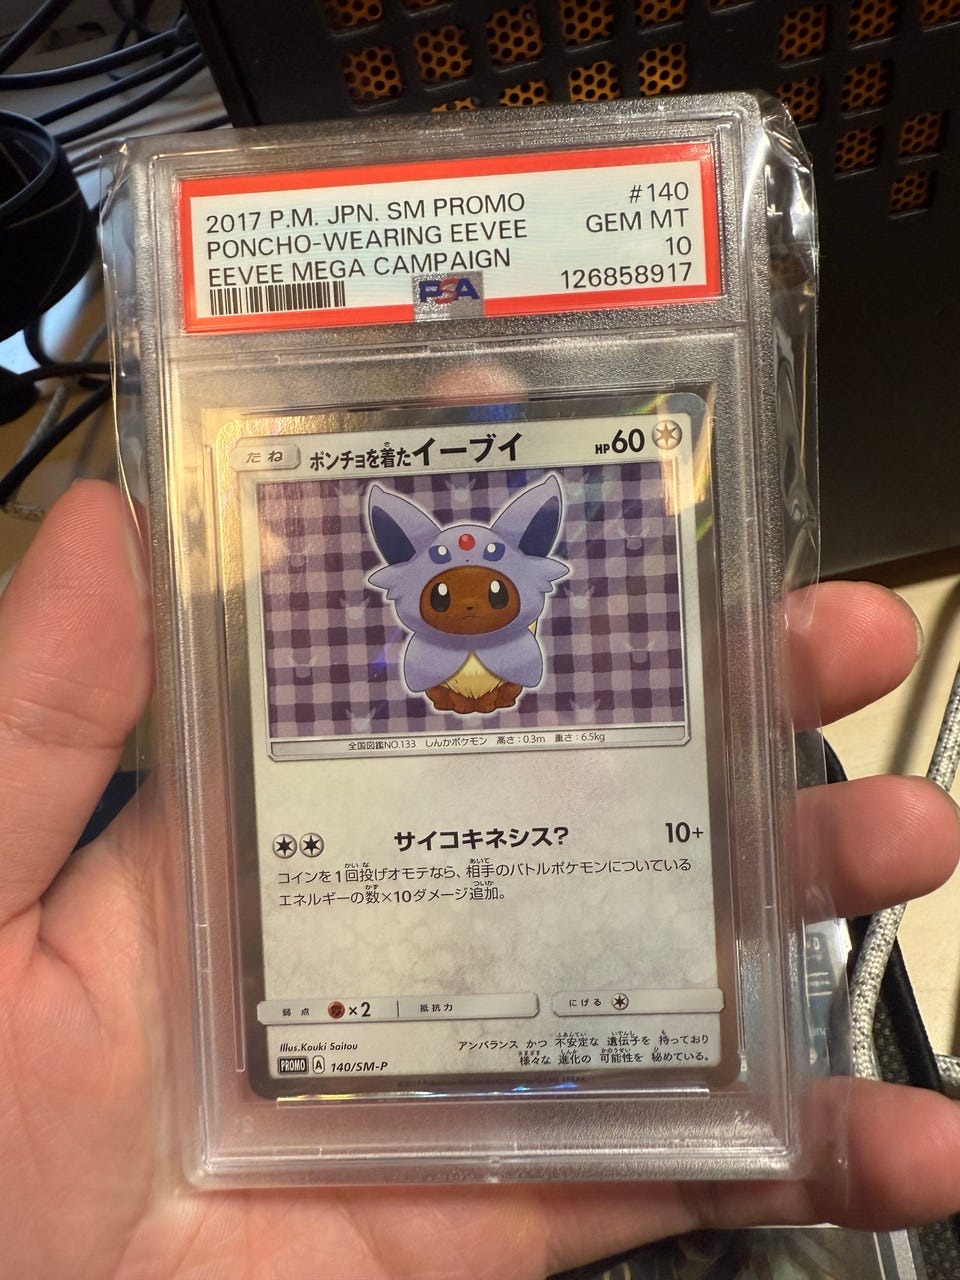 2017 P.M. JPN. SM PROMO #140
PONCHO-WEARING EEVEE GEM MT
EEVEE MEGA CAMPAIGN 10
PSA 126858917
たね ポンチョを着たイーブイ HP60
全国図鑑NO.133 しんかポケモン 高さ:0.3m 重さ:6.5kg
サイコキネシス? 10+
コインを1回投げオモテなら、相手のバトルポケモンについている
エネルギーの数×10ダメージ追加。
弱点 ×2 抵抗力 にげる
Illus.Kouki Saitou
アンバランス かつ 不安定な 遺伝子を 持っており
様々な 進化の 可能性を 秘めている。
PROMO A 140/SM-P